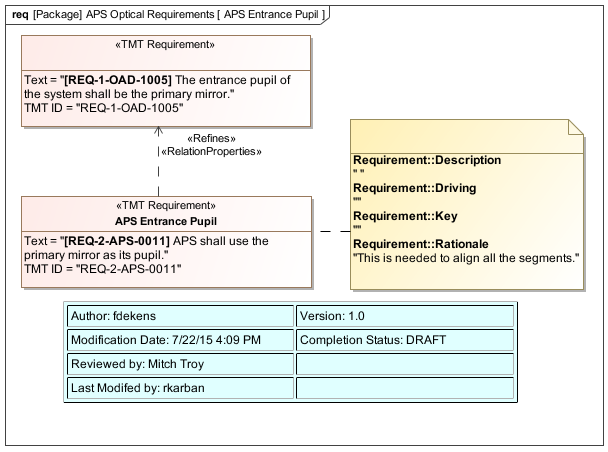 req [Package] APS Optical Requirements [ APS Entrance Pupil ]
«TMT Requirement»
Text = "[REQ-1-OAD-1005] The entrance pupil of
the system shall be the primary mirror."
TMT ID = "REQ-1-OAD-1005"
«Refines»
«RelationProperties»
«TMT Requirement»
APS Entrance Pupil
Text = "[REQ-2-APS-0011] APS shall use the
primary mirror as its pupil."
TMT ID = "REQ-2-APS-0011"
Requirement::Description
" "
Requirement::Driving
""
Requirement::Key
""
Requirement::Rationale
"This is needed to align all the segments."
Author: fdekens
Version: 1.0
Modification Date: 7/22/15 4:09 PM
Completion Status: DRAFT
Reviewed by: Mitch Troy
Last Modifed by: rkarban